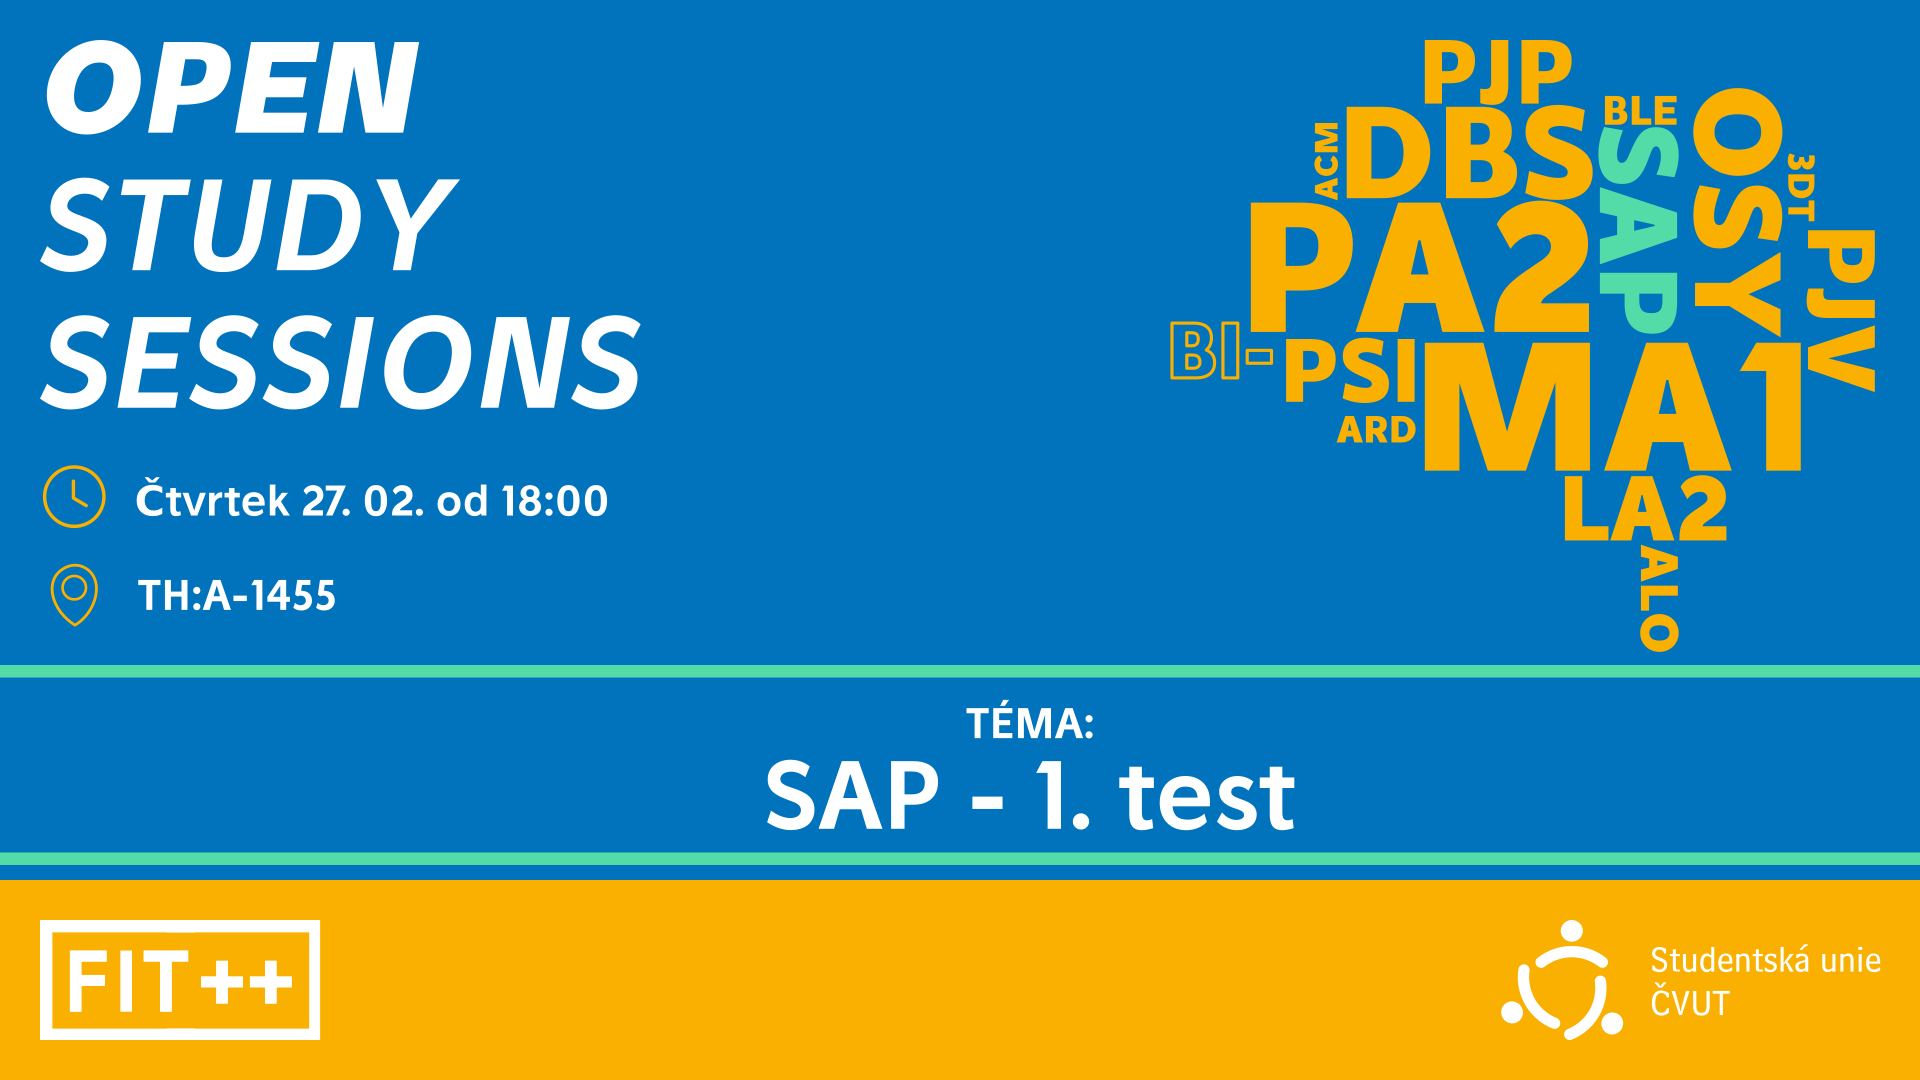 OPEN
STUDY
SESSIONS
Čtvrtek 27. 02. od 18:00
TH:A-1455
PJP
BLE
ACM
DBS
SAP
OSY
3DT
PA2
PJV
BI-PSI
MA1
ARD
LA2
ALO
TÉMA:
SAP - 1. test
FIT++
Studentská unie
ČVUT